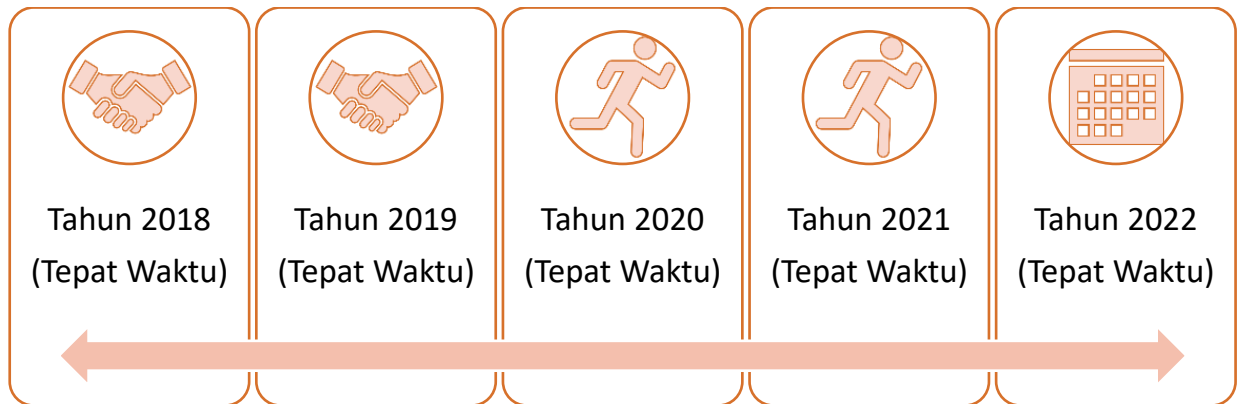 Tahun 2018
(Tepat Waktu)
Tahun 2019
(Tepat Waktu)
Tahun 2020
(Tepat Waktu)
Tahun 2021
(Tepat Waktu)
Tahun 2022
(Tepat Waktu)